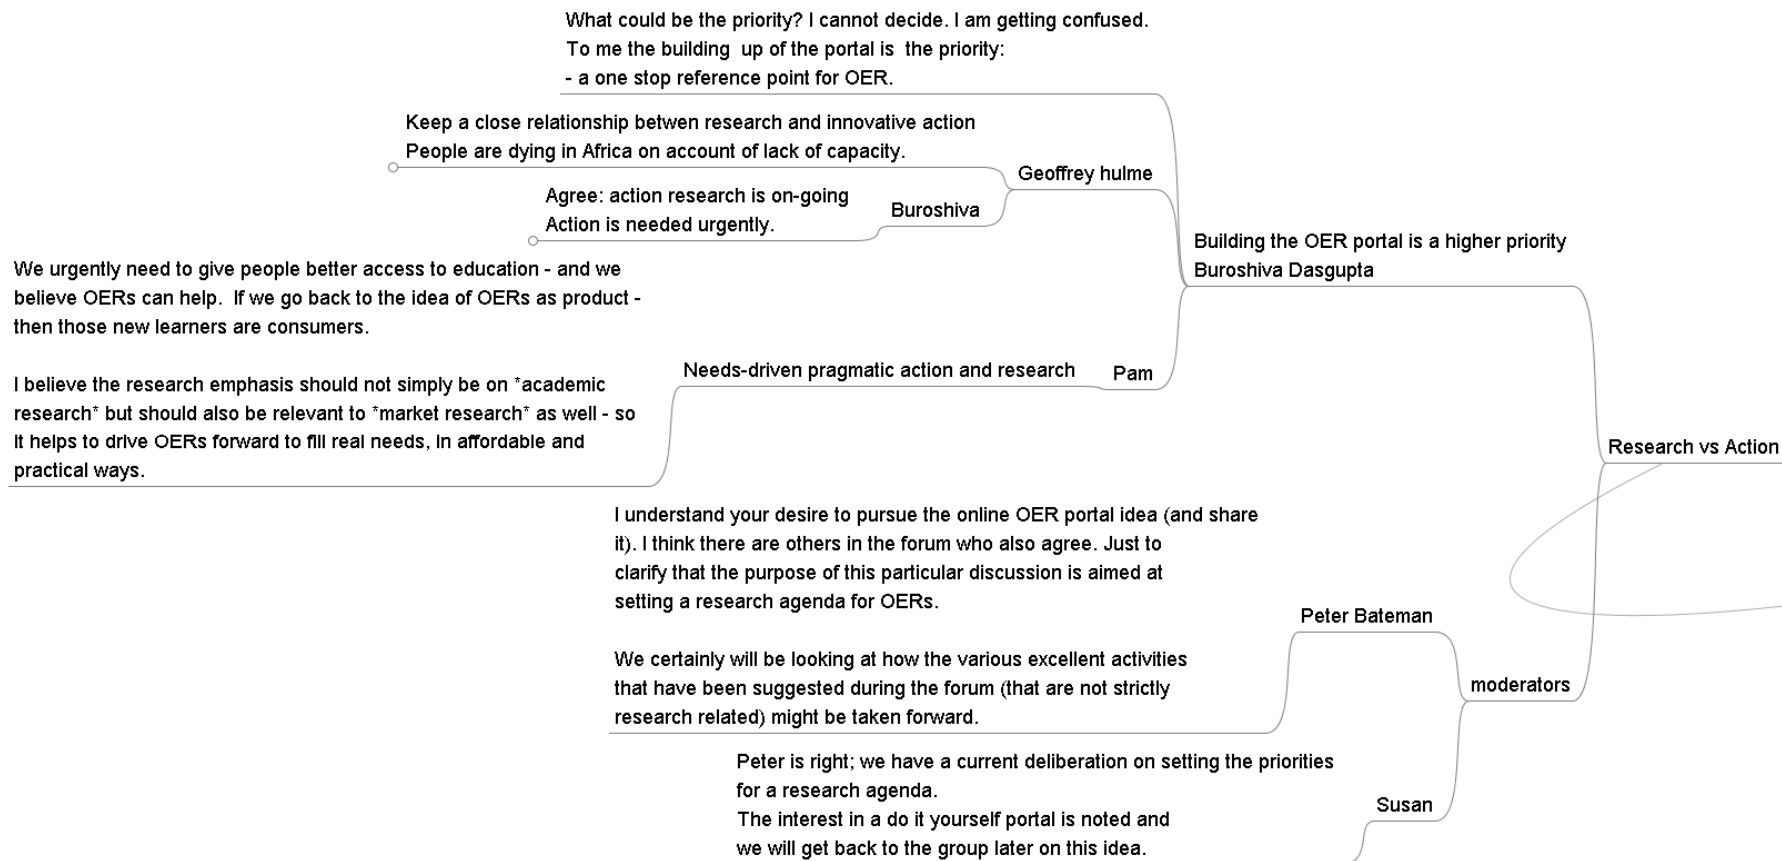 What could be the priority? I cannot decide. I am getting confused.
To me the building  up of the portal is  the priority:
- a one stop reference point for OER.
Keep a close relationship betwen research and innovative action
People are dying in Africa on account of lack of capacity.
Geoffrey hulme
Agree: action research is on-going
Action is needed urgently.
Buroshiva
Building the OER portal is a higher priority
Buroshiva Dasgupta
We urgently need to give people better access to education - and we
believe OERs can help.  If we go back to the idea of OERs as product -
then those new learners are consumers.
I believe the research emphasis should not simply be on *academic
research* but should also be relevant to *market research* as well - so
it helps to drive OERs forward to fill real needs, in affordable and
practical ways.
Needs-driven pragmatic action and research
Pam
Research vs Action
I understand your desire to pursue the online OER portal idea (and share
it). I think there are others in the forum who also agree. Just to
clarify that the purpose of this particular discussion is aimed at
setting a research agenda for OERs.
We certainly will be looking at how the various excellent activities
that have been suggested during the forum (that are not strictly
research related) might be taken forward.
Peter Bateman
moderators
Peter is right; we have a current deliberation on setting the priorities
for a research agenda.
The interest in a do it yourself portal is noted and
we will get back to the group later on this idea.
Susan